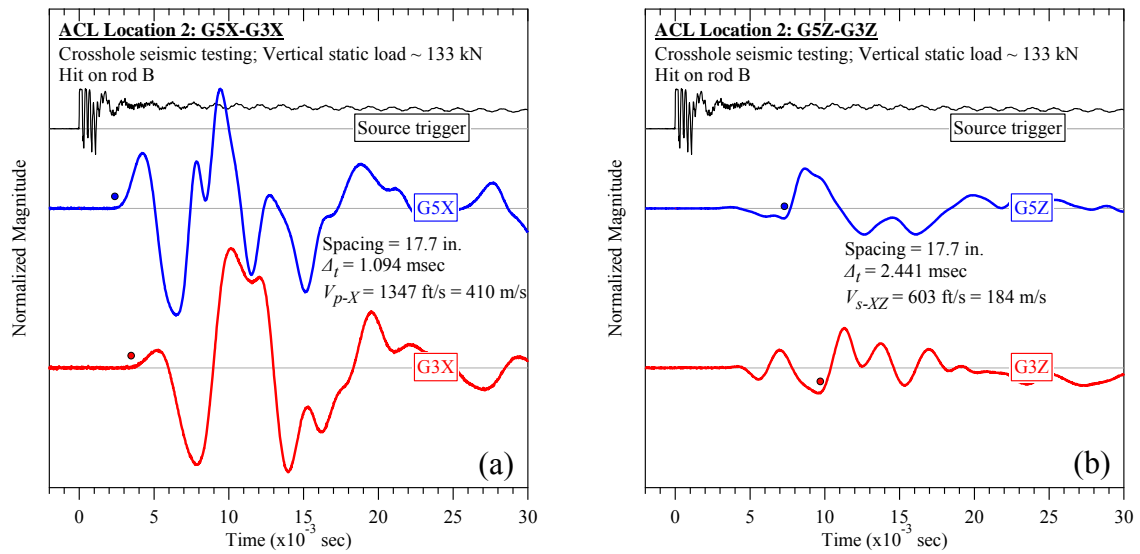 ACL Location 2: G5X-G3X
Crosshole seismic testing; Vertical static load ~ 133 kN
Hit on rod B
Source trigger
G5X
Spacing = 17.7 in.
Δt = 1.094 msec
Vp-X = 1347 ft/s = 410 m/s
G3X
(a)
Normalized Magnitude
0 5 10 15 20 25 30
Time (x10-3 sec)
ACL Location 2: G5Z-G3Z
Crosshole seismic testing; Vertical static load ~ 133 kN
Hit on rod B
Source trigger
G5Z
Spacing = 17.7 in.
Δt = 2.441 msec
Vs-XZ = 603 ft/s = 184 m/s
G3Z
(b)
Normalized Magnitude
0 5 10 15 20 25 30
Time (x10-3 sec)